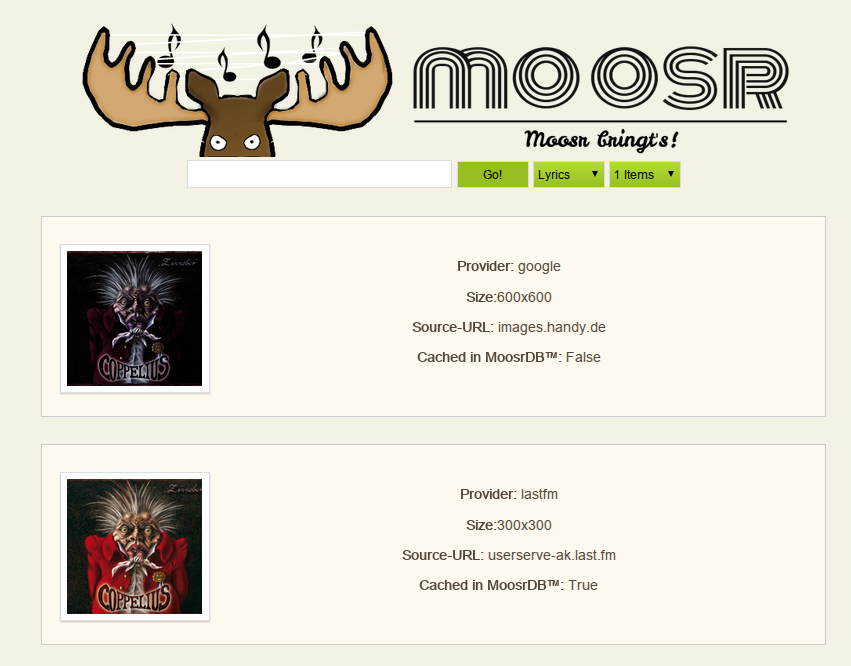 MOOSR
Moosr bringt's!
Go!
Lyrics
1 Items
Zinnober
COPPELIUS
Provider: google
Size:600x600
Source-URL: images.handy.de
Cached in MoosrDB™: False
Zinnober
COPPELIUS
Provider: lastfm
Size:300x300
Source-URL: userserve-ak.last.fm
Cached in MoosrDB™: True